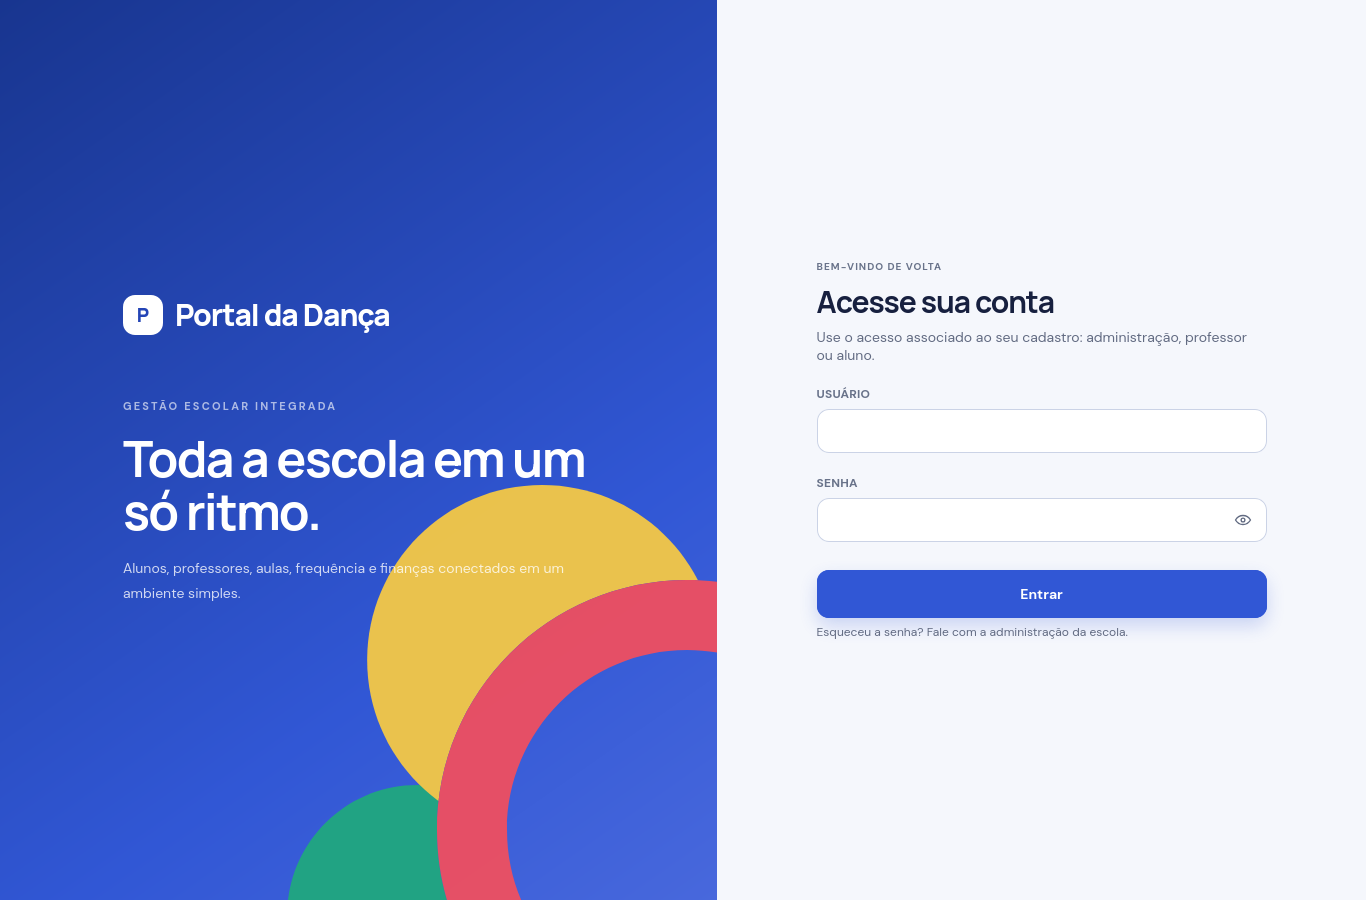 P
Portal da Dança
GESTÃO ESCOLAR INTEGRADA
Toda a escola em um
só ritmo.
Alunos, professores, aulas, frequência e finanças conectados em um
ambiente simples.
BEM-VINDO DE VOLTA
Acesse sua conta
Use o acesso associado ao seu cadastro: administração, professor
ou aluno.
USUÁRIO
SENHA
Entrar
Esqueceu a senha? Fale com a administração da escola.